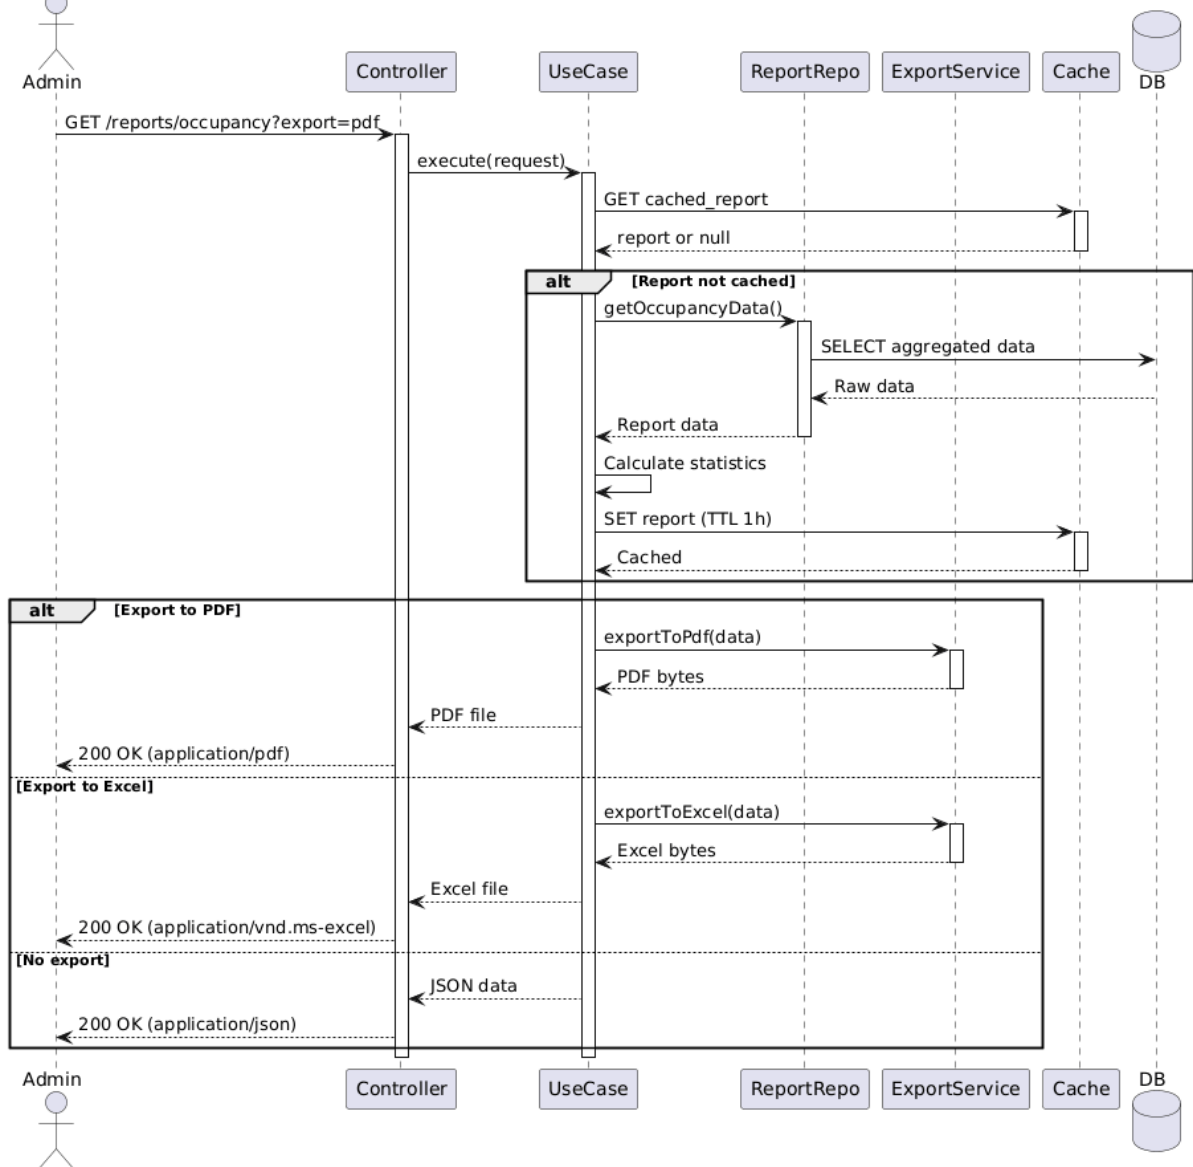 Admin
Controller
UseCase
ReportRepo
ExportService
Cache
DB
GET /reports/occupancy?export=pdf
execute(request)
GET cached_report
report or null
alt [Report not cached]
getOccupancyData()
SELECT aggregated data
Raw data
Report data
Calculate statistics
SET report (TTL 1h)
Cached
alt [Export to PDF]
exportToPdf(data)
PDF bytes
PDF file
200 OK (application/pdf)
[Export to Excel]
exportToExcel(data)
Excel bytes
Excel file
200 OK (application/vnd.ms-excel)
[No export]
JSON data
200 OK (application/json)
Admin
Controller
UseCase
ReportRepo
ExportService
Cache
DB